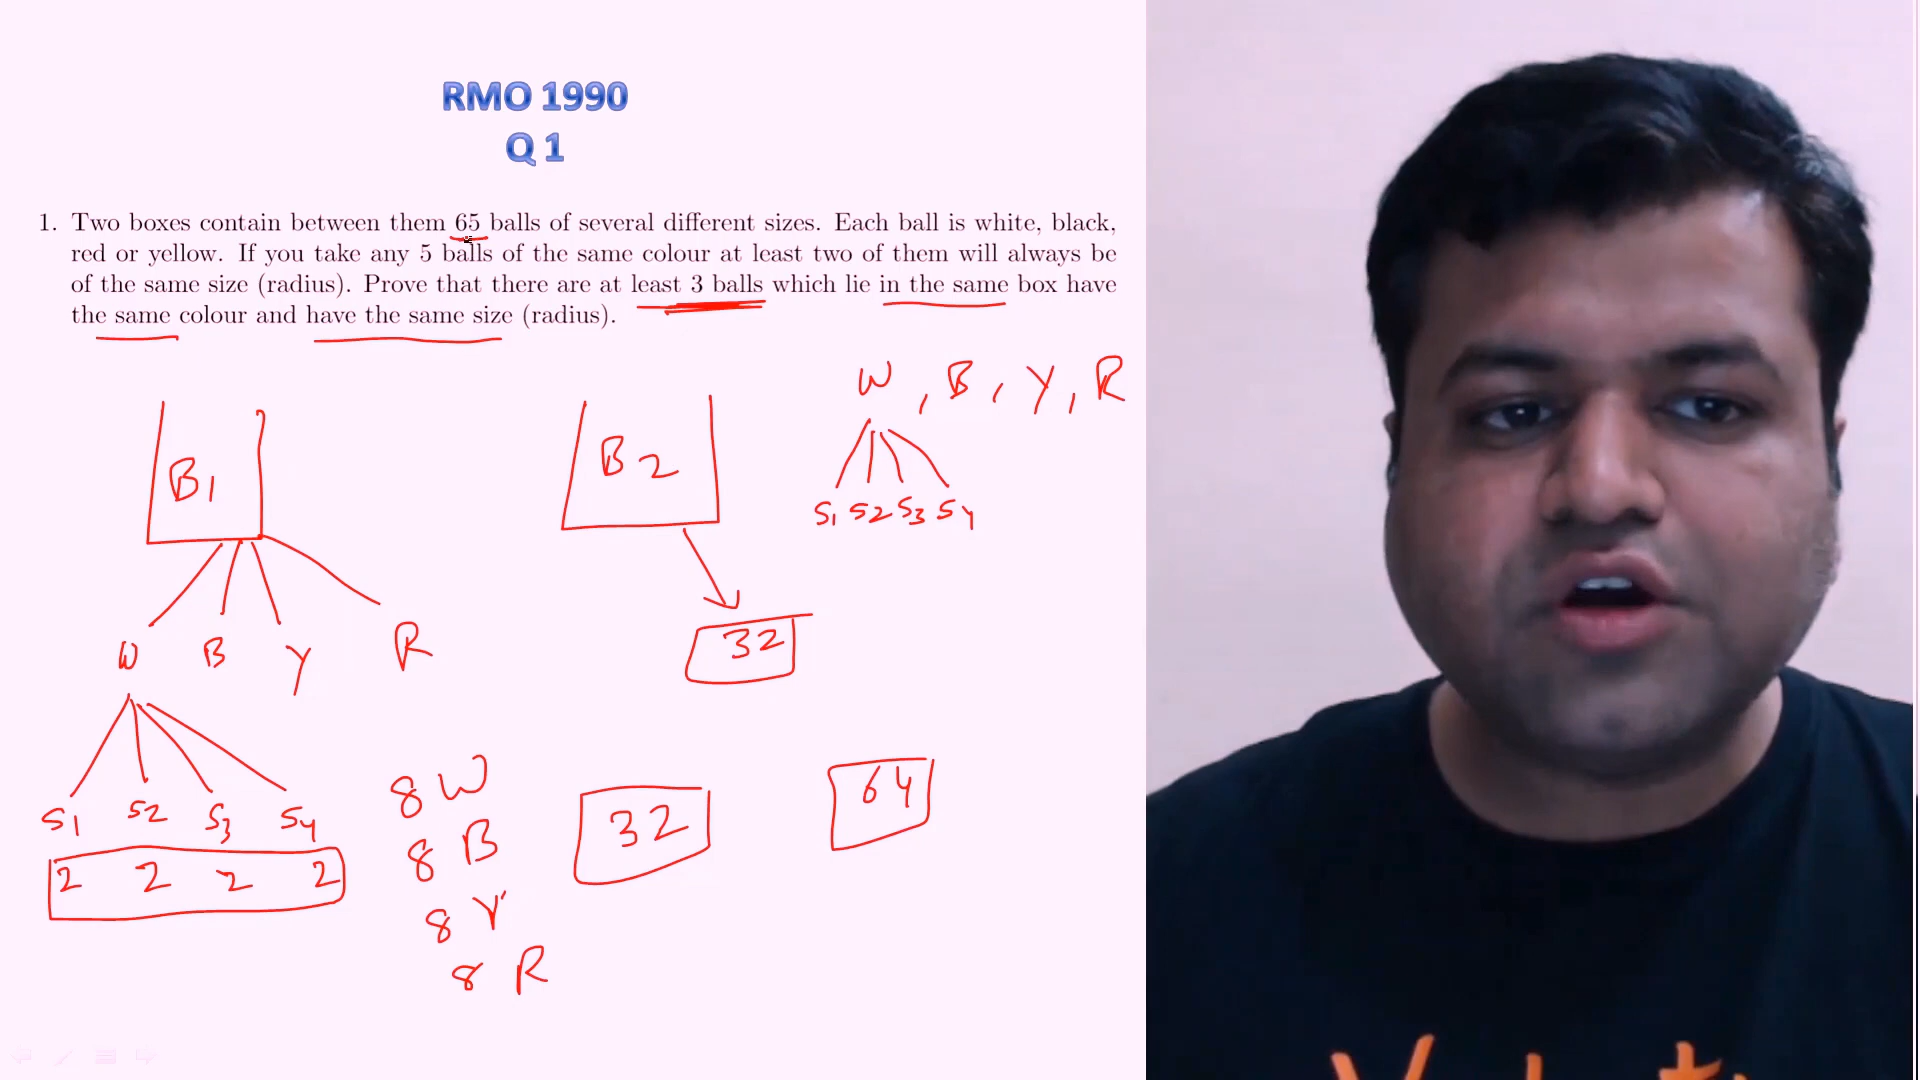 RMO 1990
Q 1
1. Two boxes contain between them 65 balls of several different sizes. Each ball is white, black,
red or yellow. If you take any 5 balls of the same colour at least two of them will always be
of the same size (radius). Prove that there are at least 3 balls which lie in the same box have
the same colour and have the same size (radius).
W, B, Y, R
B1
B2
S1 S2 S3 S4
32
W B Y R
S1 S2 S3 S4
2 2 2 2
8 W
8 B
8 Y
8 R
32
64